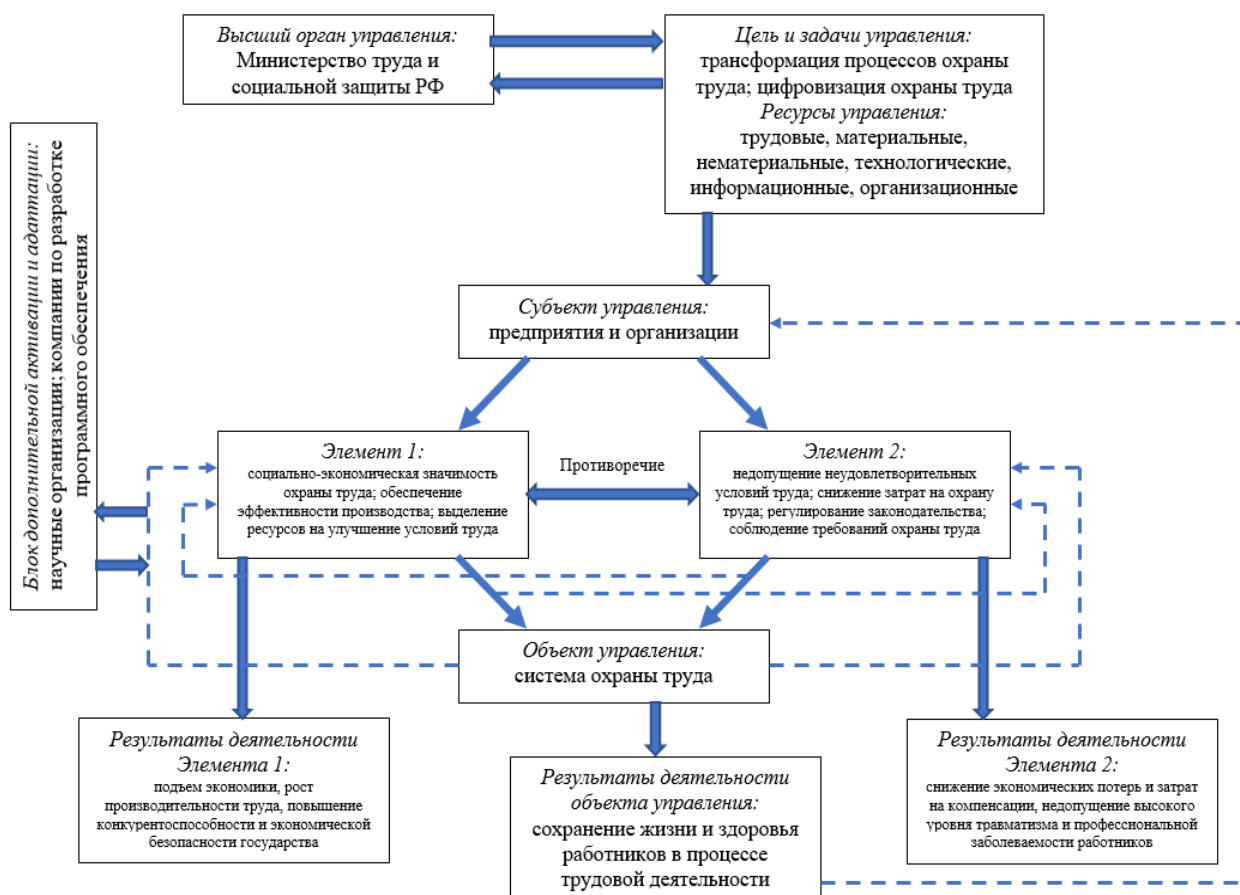 Высший орган управления:
Министерство труда и
социальной защиты РФ
Цель и задачи управления:
трансформация процессов охраны
труда; цифровизация охраны труда
Ресурсы управления:
трудовые, материальные,
нематериальные, технологические,
информационные, организационные
Блок дополнительной активации и адаптации:
научные организации; компании по разработке
программного обеспечения
Субъект управления:
предприятия и организации
Элемент 1:
социально-экономическая значимость
охраны труда; обеспечение
эффективности производства; выделение
ресурсов на улучшение условий труда
Противоречие
Элемент 2:
недопущение неудовлетворительных
условий труда; снижение затрат на охрану
труда; регулирование законодательства;
соблюдение требований охраны труда
Объект управления:
система охраны труда
Результаты деятельности
Элемента 1:
подъем экономики, рост
производительности труда, повышение
конкурентоспособности и экономической
безопасности государства
Результаты деятельности
объекта управления:
сохранение жизни и здоровья
работников в процессе
трудовой деятельности
Результаты деятельности
Элемента 2:
снижение экономических потерь и затрат
на компенсации, недопущение высокого
уровня травматизма и профессиональной
заболеваемости работников